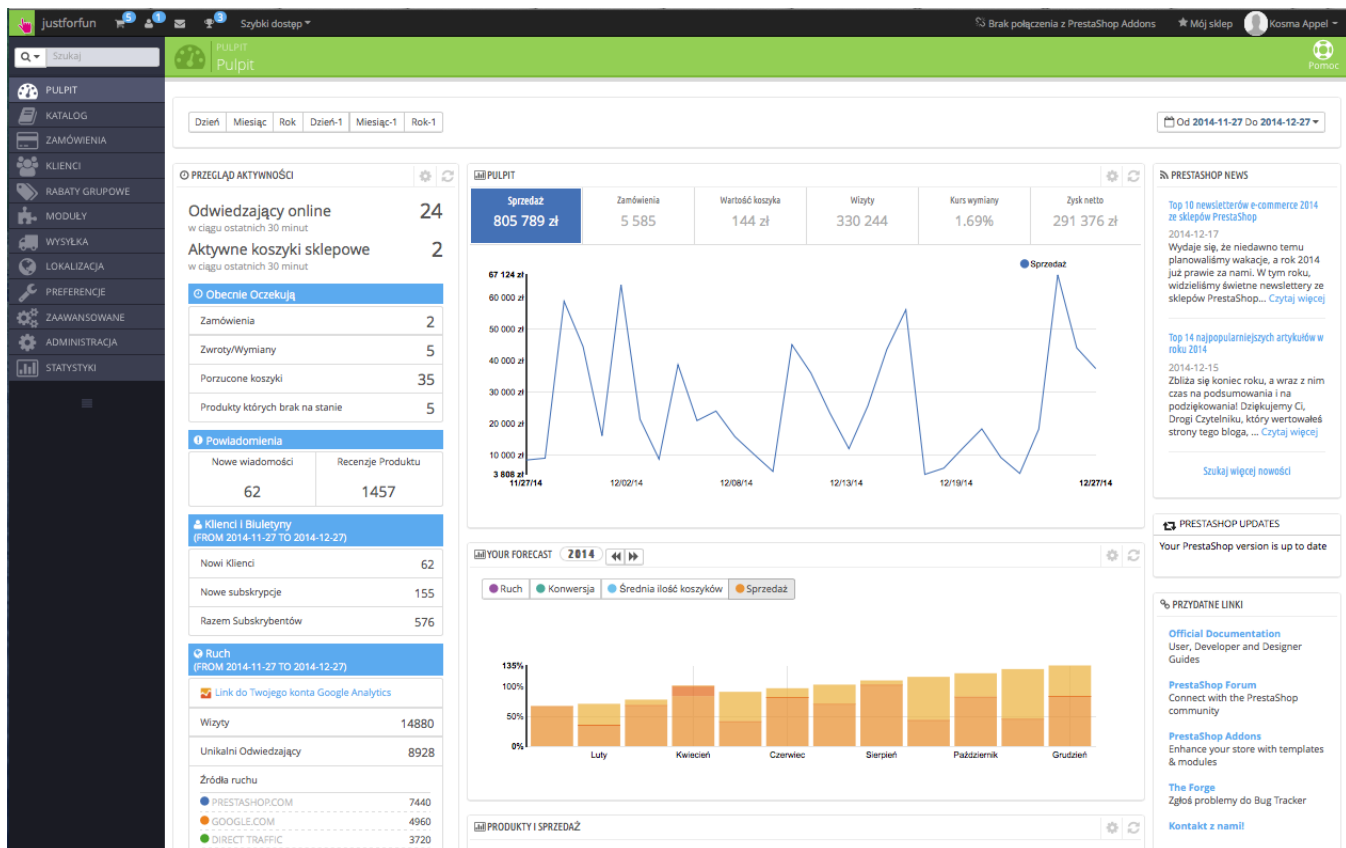 justforfun 5 1 3 Szybki dostęp
Brak połączenia z PrestaShop Addons Mój sklep Kosma Appel
Szukaj
PULPIT
Pulpit
Pomoc
PULPIT
KATALOG
ZAMÓWIENIA
KLIENCI
RABATY GRUPOWE
MODUŁY
WYSYŁKA
LOKALIZACJA
PREFERENCJE
ZAAWANSOWANE
ADMINISTRACJA
STATYSTYKI
Dzień Miesiąc Rok Dzień-1 Miesiąc-1 Rok-1
Od 2014-11-27 Do 2014-12-27
PRZEGLĄD AKTYWNOŚCI
Odwiedzający online 24
w ciągu ostatnich 30 minut
Aktywne koszyki sklepowe 2
w ciągu ostatnich 30 minut
Obecnie Oczekują
Zamówienia 2
Zwroty/Wymiany 5
Porzucone koszyki 35
Produkty których brak na stanie 5
Powiadomienia
Nowe wiadomości Recenzje Produktu
62 1457
Klienci i Biuletyny
(FROM 2014-11-27 TO 2014-12-27)
Nowi Klienci 62
Nowe subskrypcje 155
Razem Subskrybentów 576
Ruch
(FROM 2014-11-27 TO 2014-12-27)
Link do Twojego konta Google Analytics
Wizyty 14880
Unikalni Odwiedzający 8928
Źródła ruchu
PRESTASHOP.COM 7440
GOOGLE.COM 4960
DIRECT TRAFFIC 3720
PULPIT
Sprzedaż Zamówienia Wartość koszyka Wizyty Kurs wymiany Zysk netto
805 789 zł 5 585 144 zł 330 244 1.69% 291 376 zł
Sprzedaż
67 124 zł
60 000 zł
50 000 zł
40 000 zł
30 000 zł
20 000 zł
10 000 zł
3 808 zł
11/27/14 12/02/14 12/08/14 12/13/14 12/19/14 12/27/14
YOUR FORECAST 2014
Ruch Konwersja Średnia ilość koszyków Sprzedaż
135%
100%
50%
0%
Luty Kwiecień Czerwiec Sierpień Październik Grudzień
PRODUKTY I SPRZEDAŻ
PRESTASHOP NEWS
Top 10 newsletterów e-commerce 2014
ze sklepów PrestaShop
2014-12-17
Wydaje się, że niedawno temu
planowaliśmy wakacje, a rok 2014
już prawie za nami. W tym roku,
widzieliśmy świetne newslettery ze
sklepów PrestaShop... Czytaj więcej
Top 14 najpopularniejszych artykułów w
roku 2014
2014-12-15
Zbliża się koniec roku, a wraz z nim
czas na podsumowania i na
podziękowania! Dziękujemy Ci,
Drogi Czytelniku, który wertowałeś
strony tego bloga, ... Czytaj więcej
Szukaj więcej nowości
PRESTASHOP UPDATES
Your PrestaShop version is up to date
PRZYDATNE LINKI
Official Documentation
User, Developer and Designer
Guides
PrestaShop Forum
Connect with the PrestaShop
community
PrestaShop Addons
Enhance your store with templates
& modules
The Forge
Zgłoś problemy do Bug Tracker
Kontakt z nami!